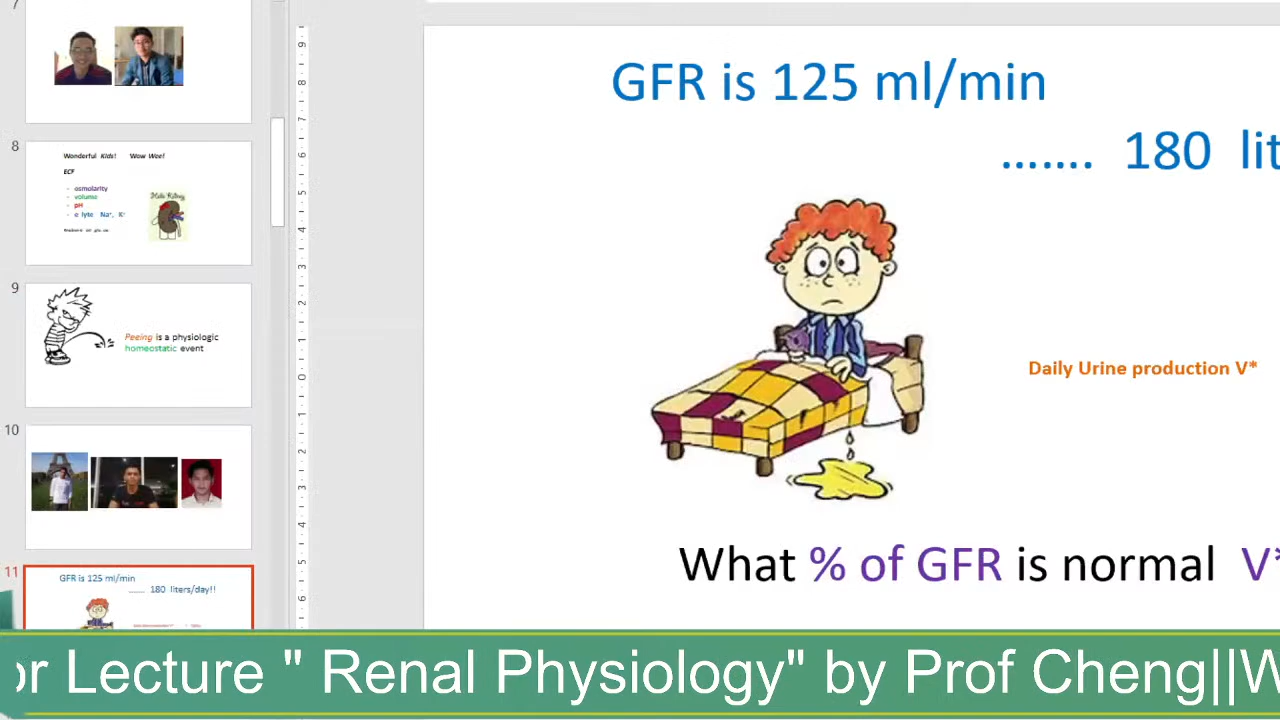 7
8
Wonderful Kids! Wow Wee!
ECF
- osmolarity
- volume
- pH
- e lyte Na⁺, K⁺
9
Peeing is a physiologic
homeostatic event
10
11
GFR is 125 ml/min
....... 180 liters/day!!
GFR is 125 ml/min
……. 180 lit
Daily Urine production V*
What % of GFR is normal V*
or Lecture " Renal Physiology" by Prof Cheng||W